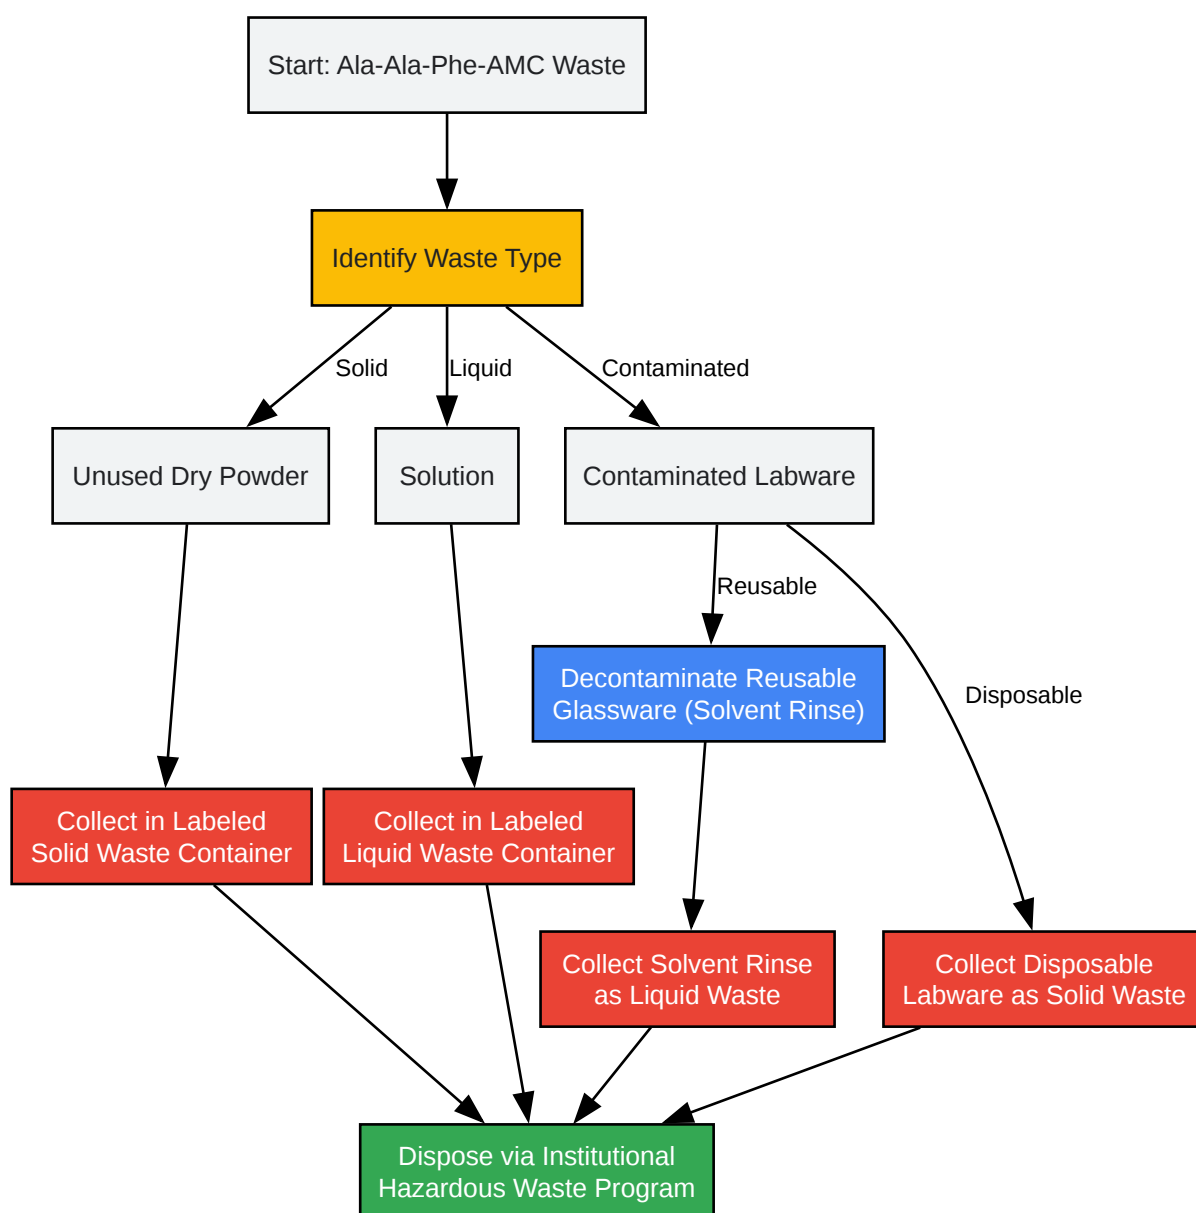 Start: Ala-Ala-Phe-AMC Waste
Identify Waste Type
Solid
Liquid
Contaminated
Unused Dry Powder
Solution
Contaminated Labware
Reusable
Decontaminate Reusable
Glassware (Solvent Rinse)
Disposable
Collect in Labeled
Solid Waste Container
Collect in Labeled
Liquid Waste Container
Collect Solvent Rinse
as Liquid Waste
Collect Disposable
Labware as Solid Waste
Dispose via Institutional
Hazardous Waste Program